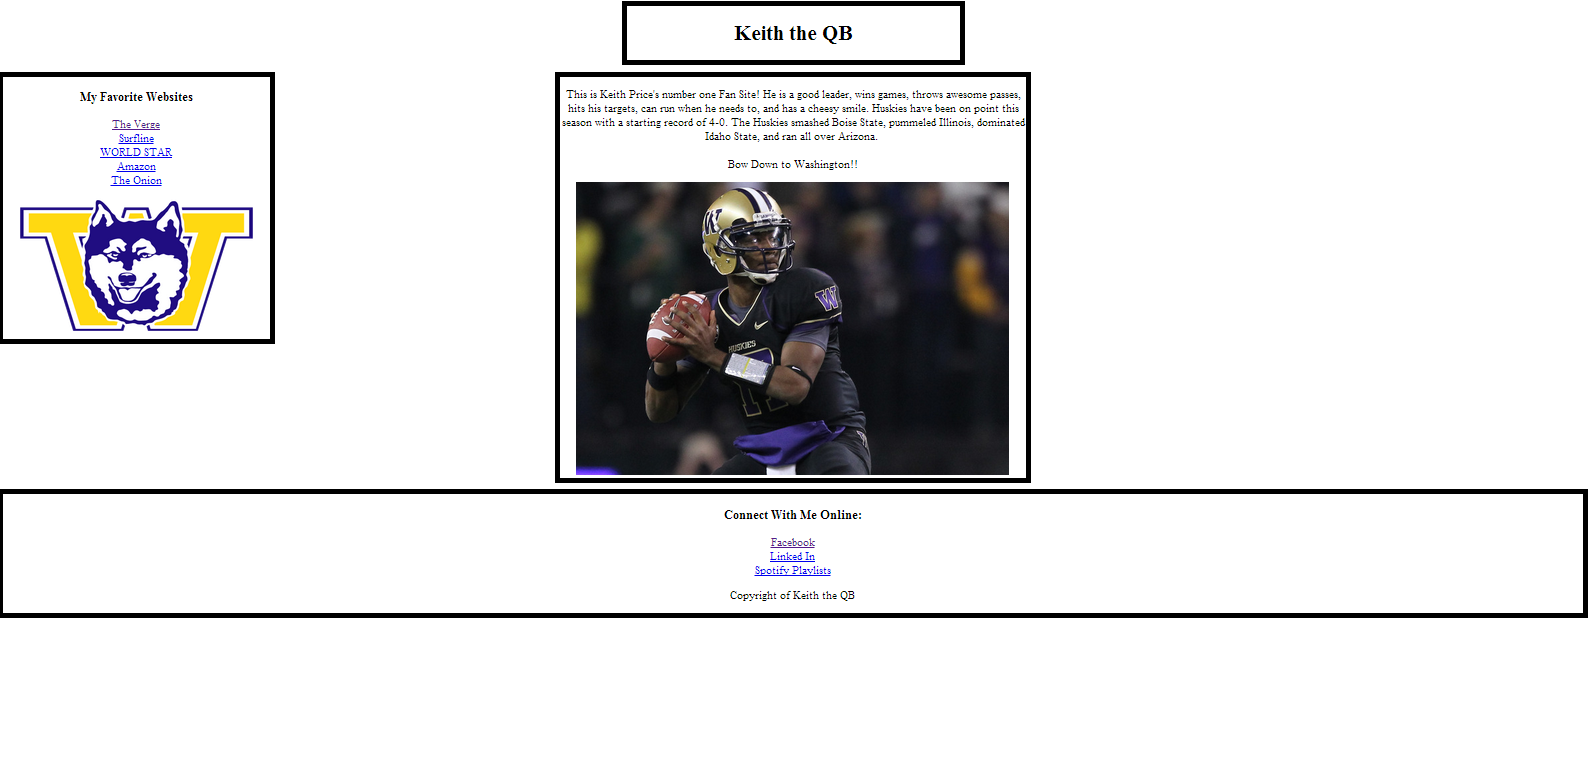 Keith the QB
My Favorite Websites
The Verge
Surfline
WORLD STAR
Amazon
The Onion
This is Keith Price's number one Fan Site! He is a good leader, wins games, throws awesome passes,
hits his targets, can run when he needs to, and has a cheesy smile. Huskies have been on point this
season with a starting record of 4-0. The Huskies smashed Boise State, pummeled Illinois, dominated
Idaho State, and ran all over Arizona.
Bow Down to Washington!!
W
W
HUSKIES
Connect With Me Online:
Facebook
Linked In
Spotify Playlists
Copyright of Keith the QB